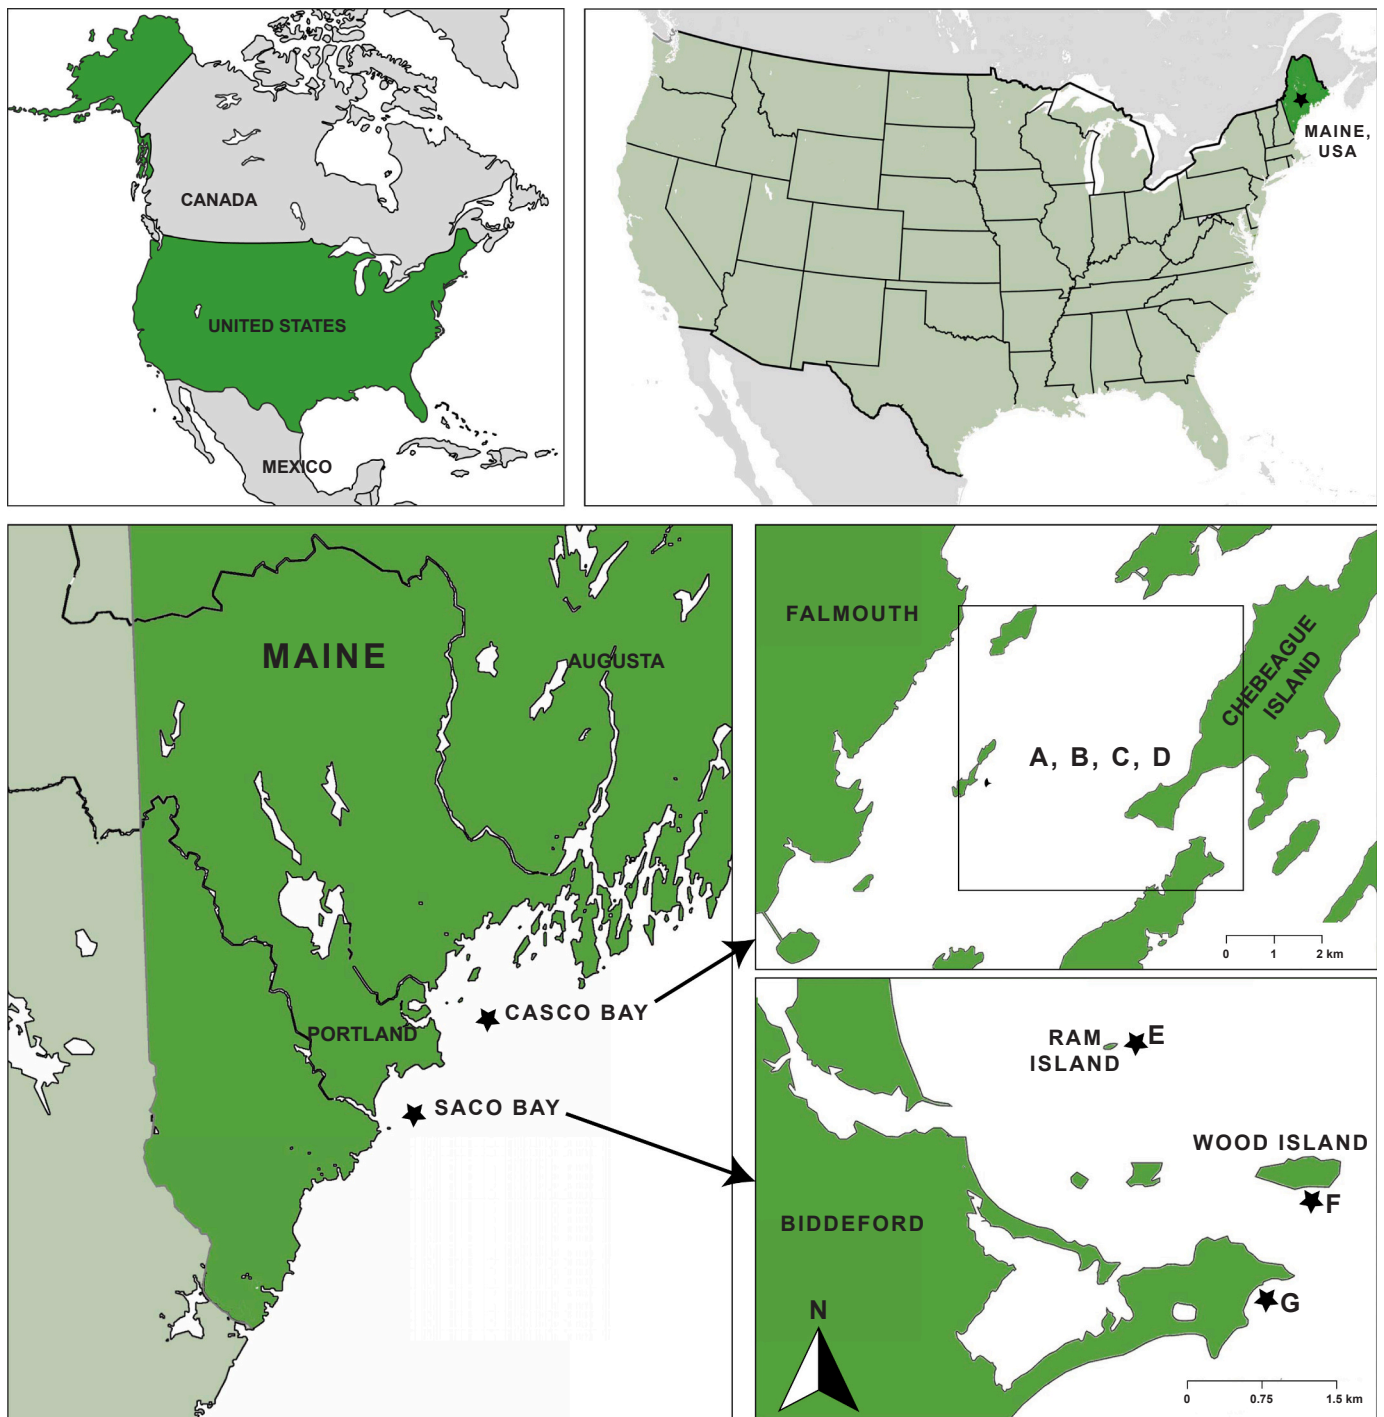 CANADA
UNITED STATES
MEXICO
MAINE,
USA
MAINE
AUGUSTA
PORTLAND
CASCO BAY
SACO BAY
FALMOUTH
CHEBEAGUE
ISLAND
A, B, C, D
0 1 2 km
RAM
ISLAND
E
WOOD ISLAND
F
BIDDEFORD
G
N
0 0.75 1.5 km